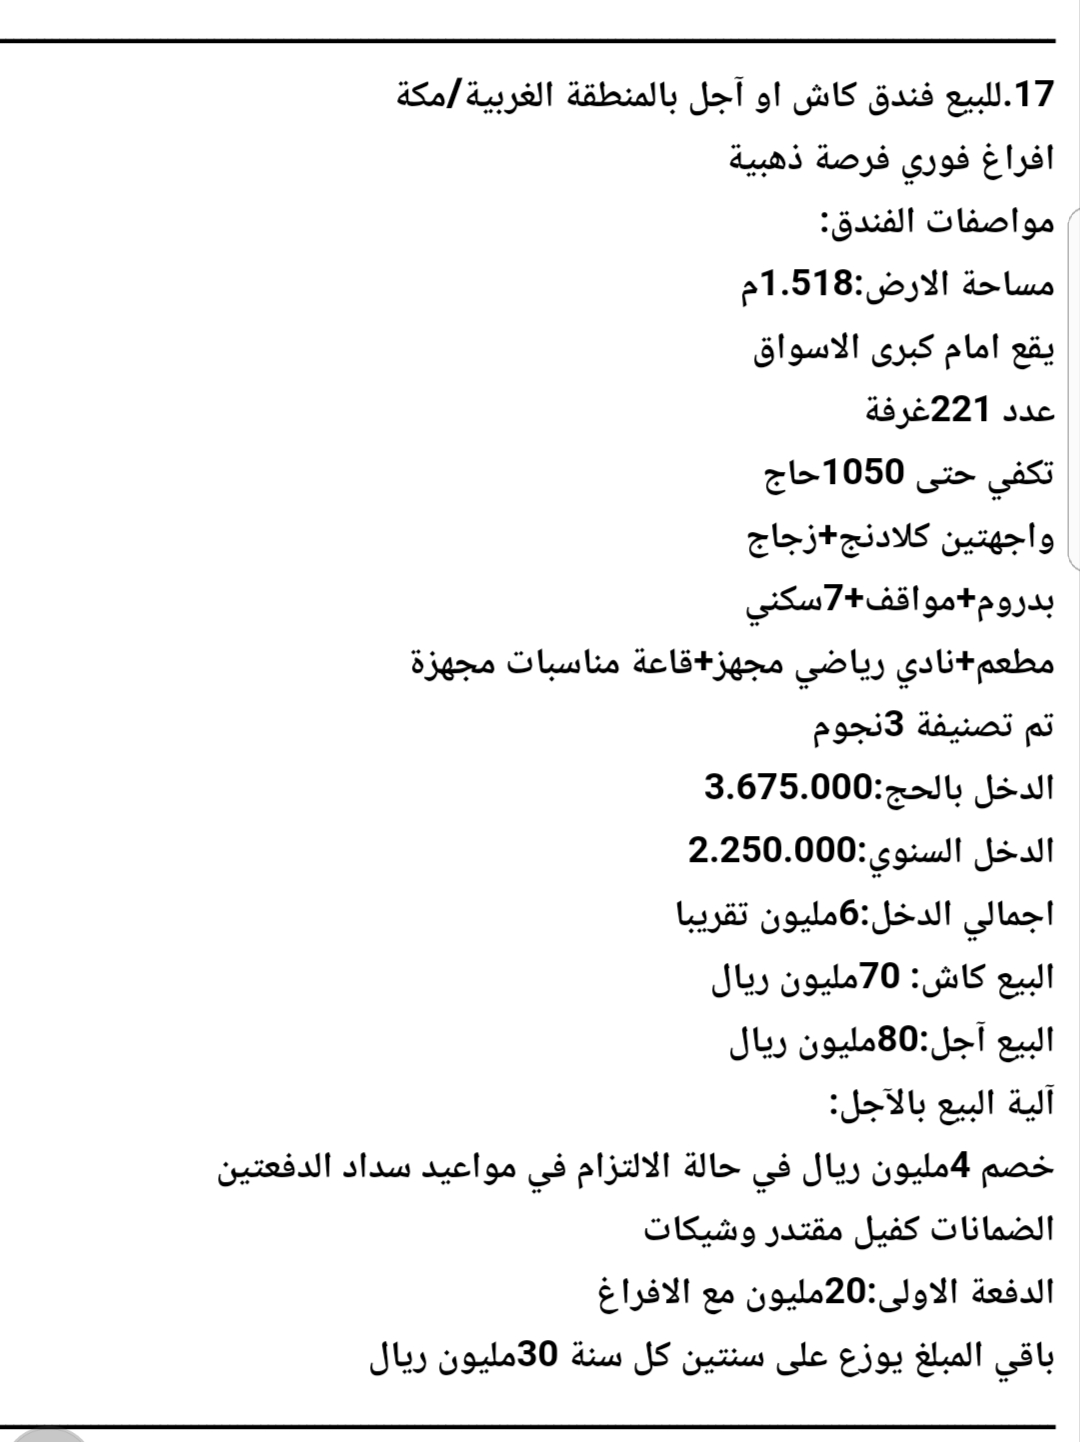 17.للبيع فندق كاش او آجل بالمنطقة الغربية/مكة
افراغ فوري فرصة ذهبية
مواصفات الفندق:
مساحة الارض:1.518م
يقع امام كبرى الاسواق
عدد 221غرفة
تكفي حتى 1050حاج
واجهتين كلادنج+زجاج
بدروم+مواقف+7سكني
مطعم+نادي رياضي مجهز+قاعة مناسبات مجهزة
تم تصنيفة 3نجوم
الدخل بالحج:3.675.000
الدخل السنوي:2.250.000
اجمالي الدخل:6مليون تقريبا
البيع كاش: 70مليون ريال
البيع آجل:80مليون ريال
آلية البيع بالآجل:
خصم 4مليون ريال في حالة الالتزام في مواعيد سداد الدفعتين
الضمانات كفيل مقتدر وشيكات
الدفعة الاولى:20مليون مع الافراغ
باقي المبلغ يوزع على سنتين كل سنة 30مليون ريال